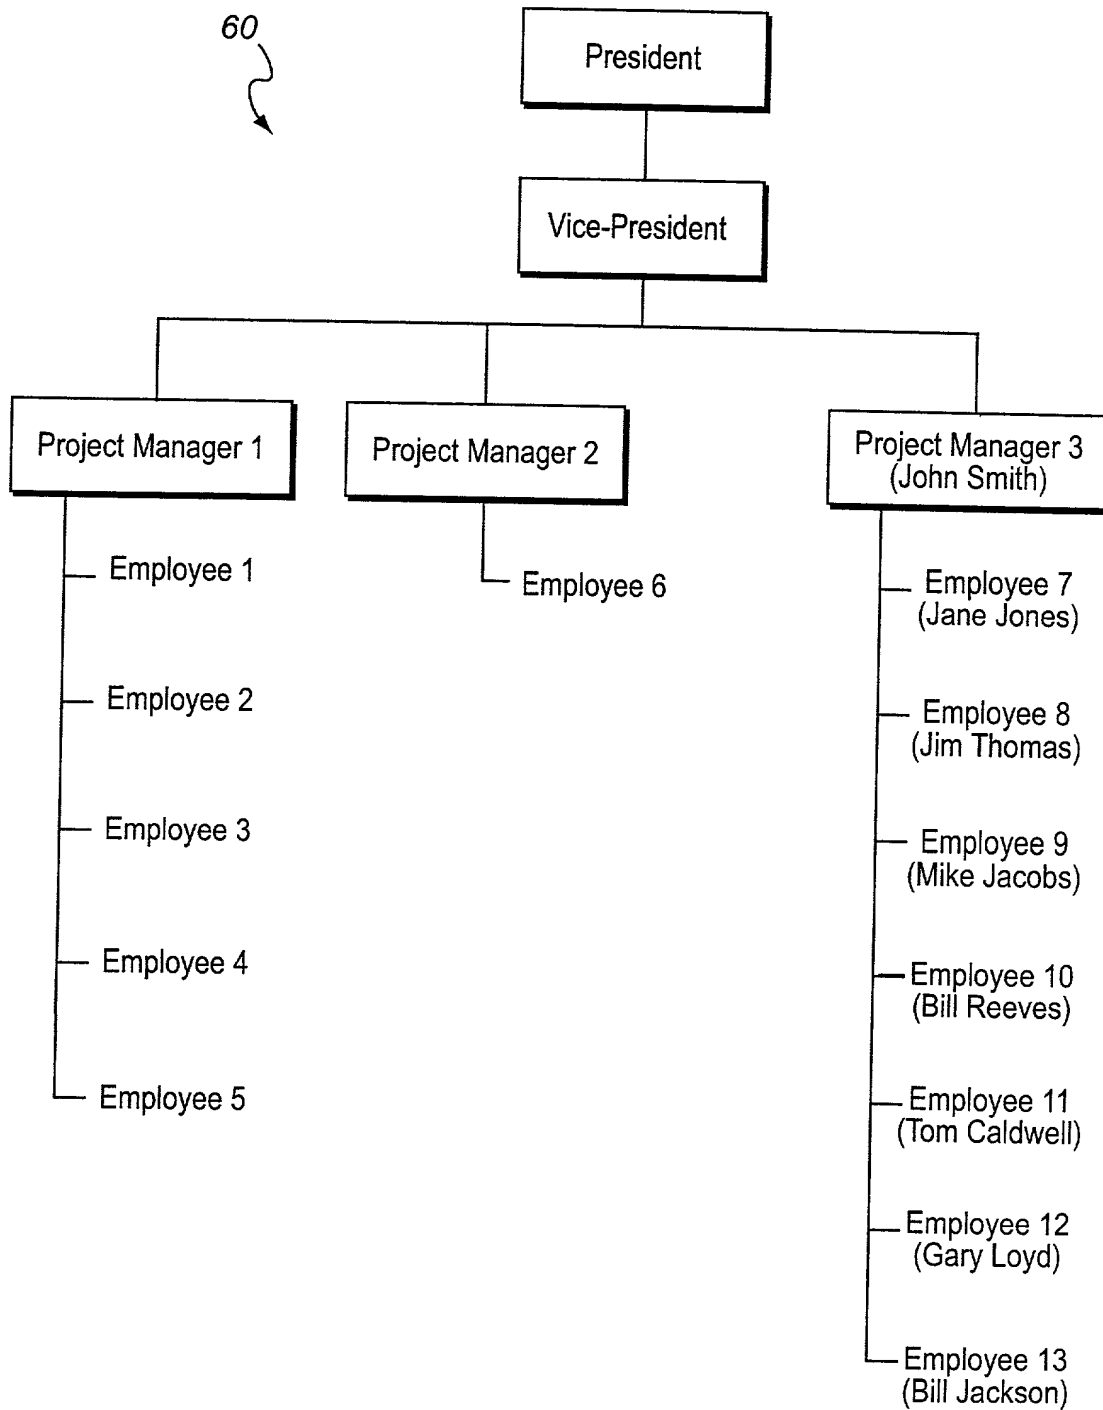 60
President
Vice-President
Project Manager 1
Project Manager 2
Project Manager 3
(John Smith)
Employee 1
Employee 2
Employee 3
Employee 4
Employee 5
Employee 6
Employee 7
(Jane Jones)
Employee 8
(Jim Thomas)
Employee 9
(Mike Jacobs)
Employee 10
(Bill Reeves)
Employee 11
(Tom Caldwell)
Employee 12
(Gary Loyd)
Employee 13
(Bill Jackson)